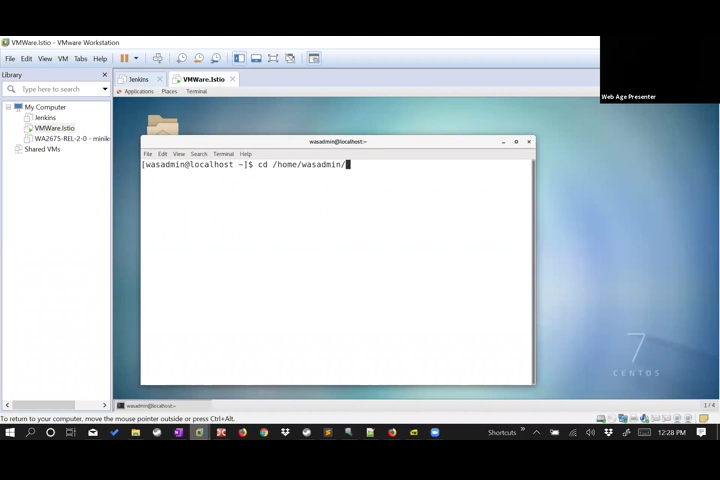 VMWare.Istio - VMware Workstation
File Edit View VM Tabs Help
Library
Type here to search
My Computer
Jenkins
VMWare.Istio
WA2675-REL-2-0 - minik
Shared VMs
Jenkins
VMWare.Istio
Applications Places Terminal
Web Age Presenter
wasadmin@localhost:~
File Edit View Search Terminal Help
[wasadmin@localhost ~]$ cd /home/wasadmin/
7
CENTOS
wasadmin@localhost:~
1 / 4
To return to your computer, move the mouse pointer outside or press Ctrl+Alt.
Shortcuts
12:28 PM